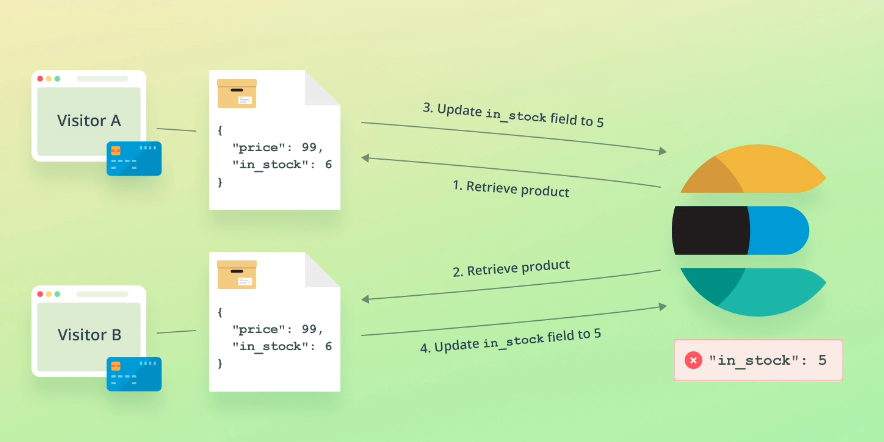 Visitor A
{
"price": 99,
"in_stock": 6
}
3. Update in_stock field to 5
1. Retrieve product
2. Retrieve product
Visitor B
{
"price": 99,
"in_stock": 6
}
4. Update in_stock field to 5
"in_stock": 5